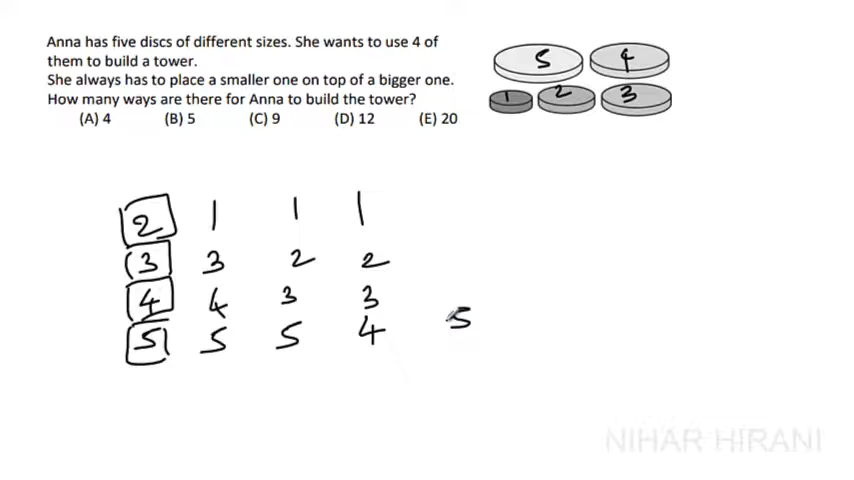 Anna has five discs of different sizes. She wants to use 4 of
them to build a tower.
She always has to place a smaller one on top of a bigger one.
How many ways are there for Anna to build the tower?
(A) 4 (B) 5 (C) 9 (D) 12 (E) 20
5 4
1 2 3
2 1 1 1
3 3 2 2
4 4 3 3
5 5 5 4 5
NIHAR HIRANI